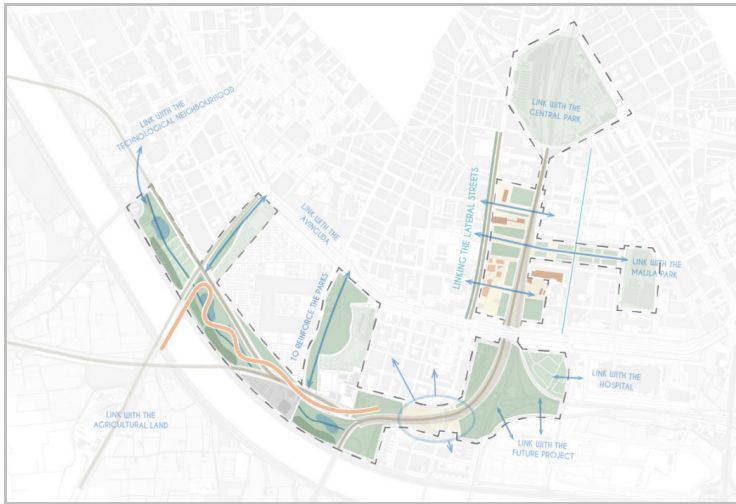 LINK WITH THE
TECHNOLOGICAL NEIGHBOURHOOD
LINK WITH THE
CENTRAL PARK
LINK WITH THE
AVINGUDA
LINKING THE LATERAL STREETS
LINK WITH THE
MALILA PARK
TO REINFORCE THE PARKS
LINK WITH THE
HOSPITAL
LINK WITH THE
AGRICULTURAL LAND
LINK WITH THE
FUTURE PROJECT